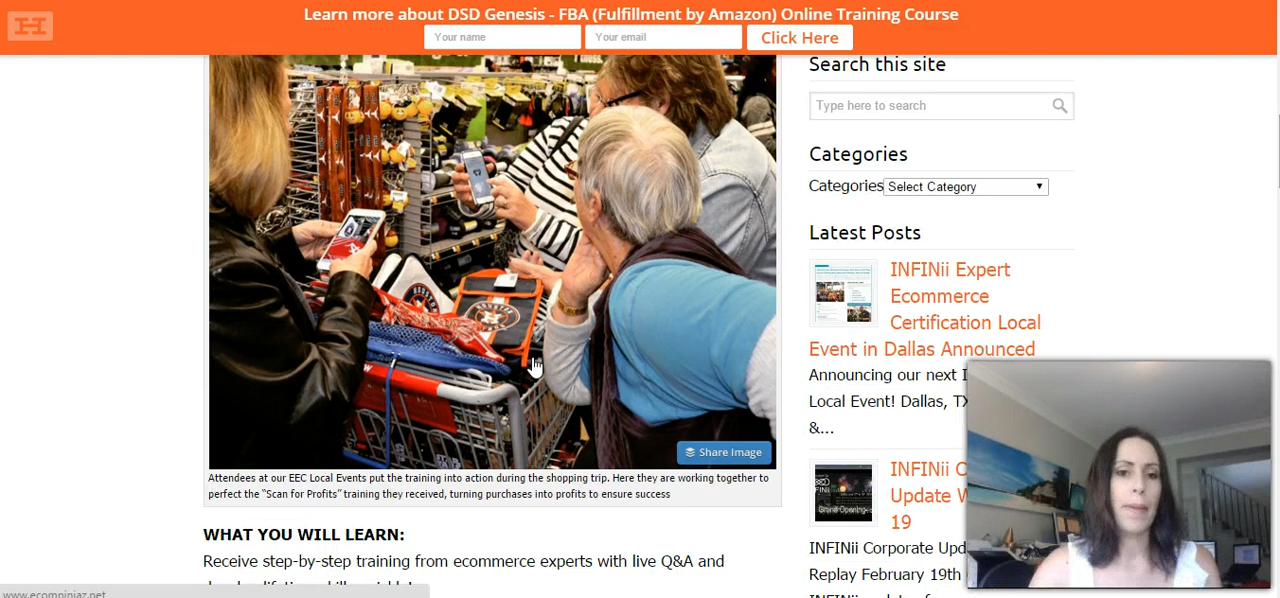 Learn more about DSD Genesis - FBA (Fulfillment by Amazon) Online Training Course
Your name
Your email
Click Here
Share Image
Attendees at our EEC Local Events put the training into action during the shopping trip. Here they are working together to
perfect the “Scan for Profits” training they received, turning purchases into profits to ensure success
WHAT YOU WILL LEARN:
Receive step-by-step training from ecommerce experts with live Q&A and
www.ecompinjaz.net
Search this site
Type here to search
Categories
Categories Select Category
Latest Posts
INFINii Expert
Ecommerce
Certification Local
Event in Dallas Announced
Announcing our next I
Local Event! Dallas, TX
&...
INFINii C
Update W
19
INFINii Corporate Upd
Replay February 19th